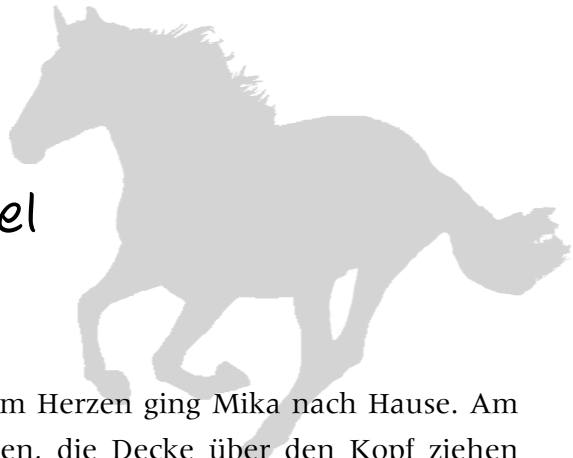 el
m Herzen ging Mika nach Hause. Am
en, die Decke über den Kopf ziehen